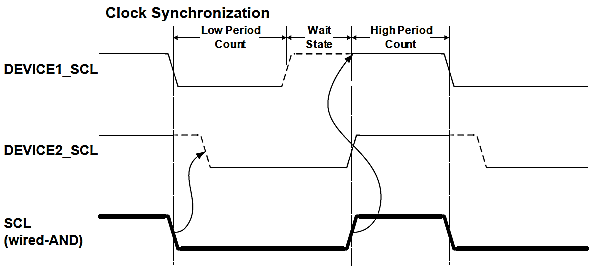 Clock Synchronization
Low Period
Count
Wait
State
High Period
Count
DEVICE1_SCL
DEVICE2_SCL
SCL
(wired-AND)